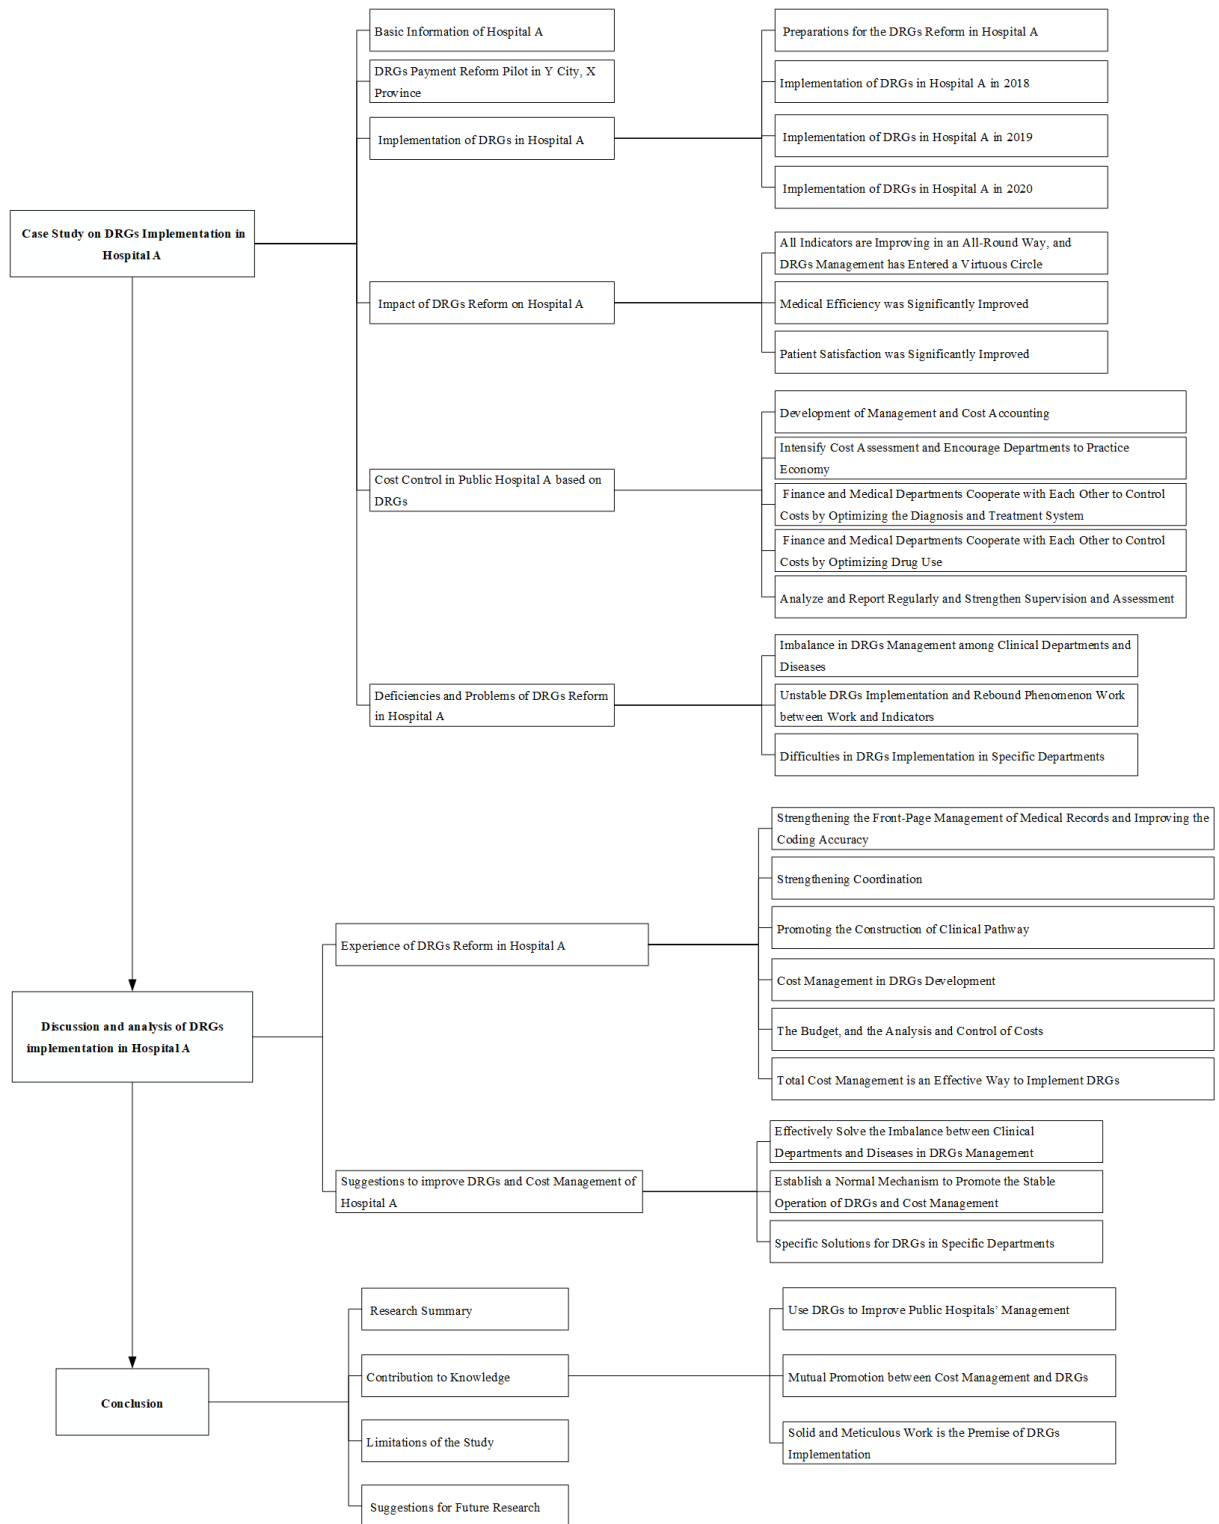 Case Study on DRGs Implementation in
Hospital A
Basic Information of Hospital A
DRGs Payment Reform Pilot in Y City, X
Province
Implementation of DRGs in Hospital A
Preparations for the DRGs Reform in Hospital A
Implementation of DRGs in Hospital A in 2018
Implementation of DRGs in Hospital A in 2019
Implementation of DRGs in Hospital A in 2020
Impact of DRGs Reform on Hospital A
All Indicators are Improving in an All-Round Way, and
DRGs Management has Entered a Virtuous Circle
Medical Efficiency was Significantly Improved
Patient Satisfaction was Significantly Improved
Cost Control in Public Hospital A based on
DRGs
Development of Management and Cost Accounting
Intensify Cost Assessment and Encourage Departments to Practice
Economy
Finance and Medical Departments Cooperate with Each Other to Control
Costs by Optimizing the Diagnosis and Treatment System
Finance and Medical Departments Cooperate with Each Other to Control
Costs by Optimizing Drug Use
Analyze and Report Regularly and Strengthen Supervision and Assessment
Deficiencies and Problems of DRGs Reform
in Hospital A
Imbalance in DRGs Management among Clinical Departments and
Diseases
Unstable DRGs Implementation and Rebound Phenomenon Work
between Work and Indicators
Difficulties in DRGs Implementation in Specific Departments
Discussion and analysis of DRGs
implementation in Hospital A
Experience of DRGs Reform in Hospital A
Strengthening the Front-Page Management of Medical Records and Improving the
Coding Accuracy
Strengthening Coordination
Promoting the Construction of Clinical Pathway
Cost Management in DRGs Development
The Budget, and the Analysis and Control of Costs
Total Cost Management is an Effective Way to Implement DRGs
Suggestions to improve DRGs and Cost Management of
Hospital A
Effectively Solve the Imbalance between Clinical
Departments and Diseases in DRGs Management
Establish a Normal Mechanism to Promote the Stable
Operation of DRGs and Cost Management
Specific Solutions for DRGs in Specific Departments
Conclusion
Research Summary
Contribution to Knowledge
Use DRGs to Improve Public Hospitals’ Management
Mutual Promotion between Cost Management and DRGs
Solid and Meticulous Work is the Premise of DRGs
Implementation
Limitations of the Study
Suggestions for Future Research